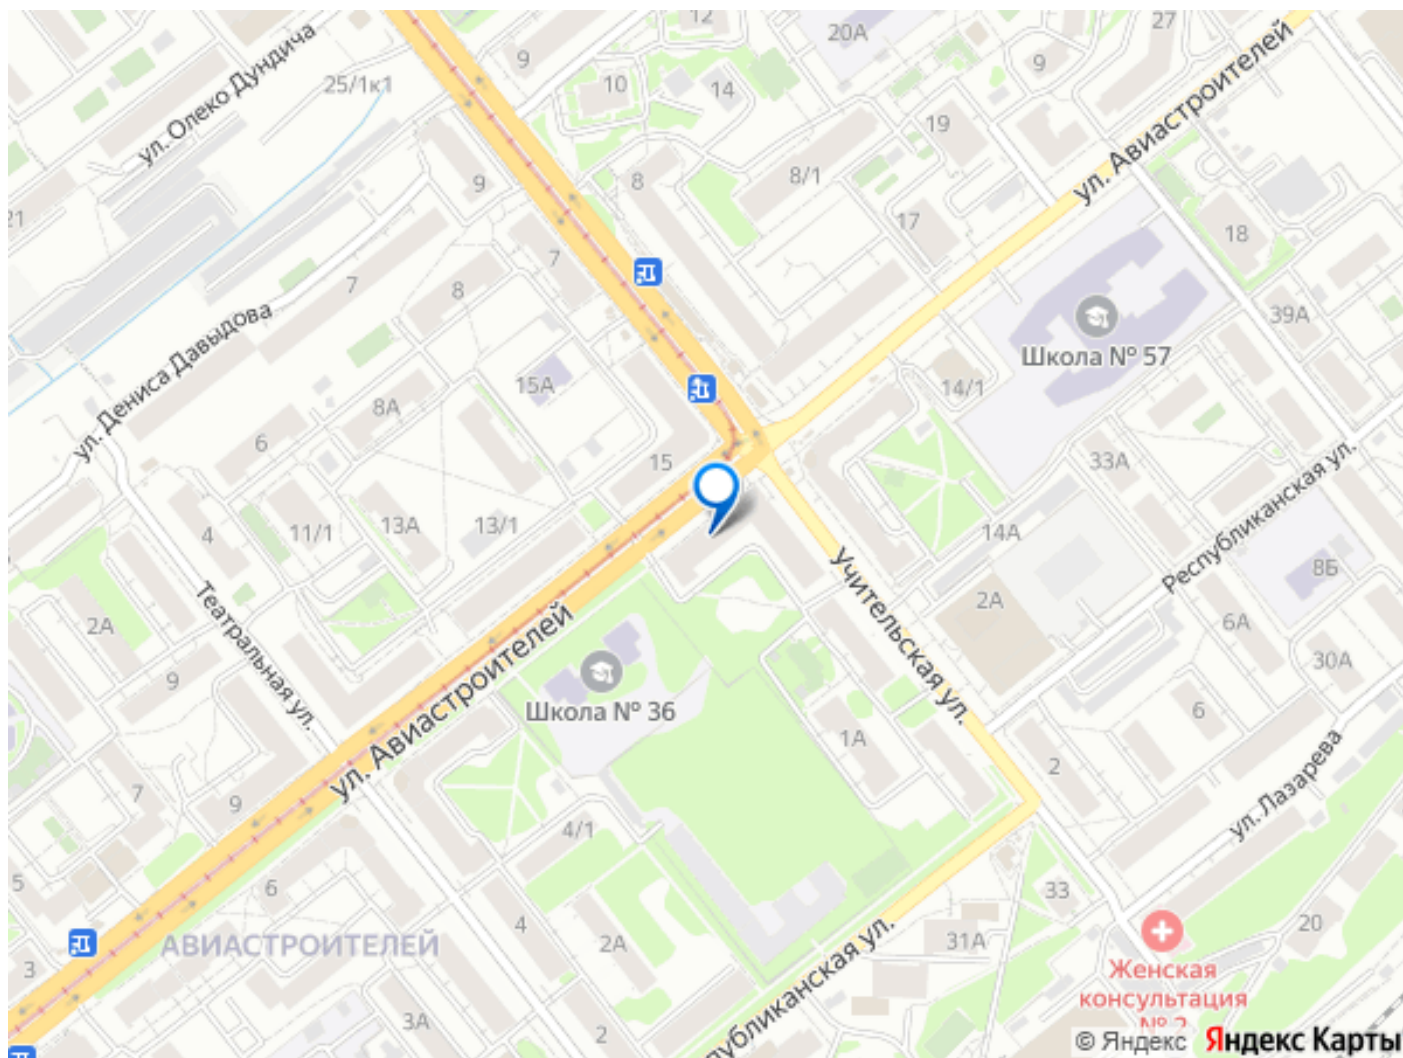 12
20А
27
ул. Авиастроителей
ул. Олеко Дундича
25/1к1
9
10
14
9
19
9
8
8/1
21
17
18
7
7
8
39А
Школа № 57
ул. Дениса Давыдова
15А
14/1
8А
6
15
33А
Республиканская ул.
4
11/1
13А
13/1
14А
Учительская ул.
8Б
2А
Театральная ул.
2А
6А
30А
9
ул. Авиастроителей
Школа № 36
6
1А
2
ул. Лазарева
7
9
4/1
5
6
33
4
20
АВИАСТРОИТЕЛЕЙ
2А
31А
3
Женская
консультация
№ 2
3А
2
публиканская ул.
© Яндекс Яндекс Карты